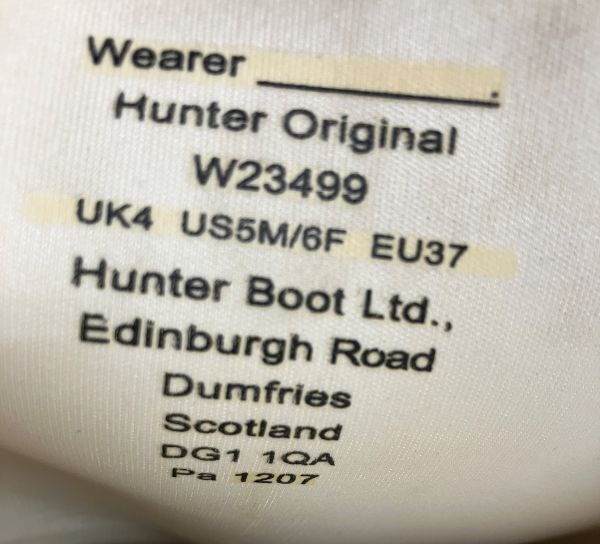 Wearer ____________.
Hunter Original
W23499
UK4 US5M/6F EU37
Hunter Boot Ltd.,
Edinburgh Road
Dumfries
Scotland
DG1 1QA
Pa 1207